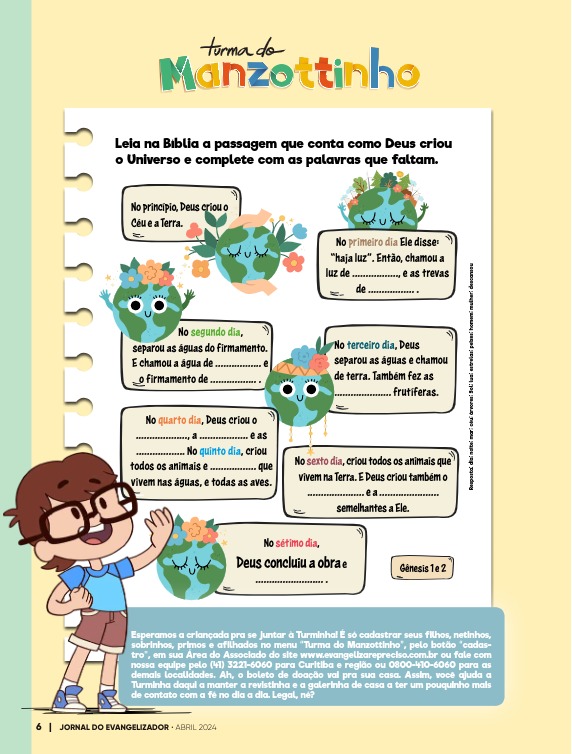 turma do
Manzottinho
Leia na Bíblia a passagem que conta como Deus criou
o Universo e complete com as palavras que faltam.
No princípio, Deus criou o
Céu e a Terra.
No primeiro dia Ele disse:
“haja luz”. Então, chamou a
luz de ................., e as trevas
de ................. .
No segundo dia,
separou as águas do firmamento.
E chamou a água de ................ e
o firmamento de ................ .
No terceiro dia, Deus
separou as águas e chamou
de terra. Também fez as
.................... frutíferas.
No quarto dia, Deus criou o
.................., a ................. e as
................. No quinto dia, criou
todos os animais e ................ que
vivem nas águas, e todas as aves.
No sexto dia, criou todos os animais que
vivem na Terra. E Deus criou também o
.................... e a ......................
semelhantes a Ele.
No sétimo dia,
Deus concluiu a obra e
........................ .
Gênesis 1 e 2
Resposta: dia; noite; mar; céu; árvores; Sol; lua; estrelas; peixes; homem; mulher; descansou
Esperamos a criançada pra se juntar à Turminha! É só cadastrar seus filhos, netinhos,
sobrinhos, primos e afilhados no menu “Turma do Manzottinho”, pelo botão “cadas-
tro”, em sua Área do Associado do site www.evangelizarepreciso.com.br ou fale com
nossa equipe pelo (41) 3221-6060 para Curitiba e região ou 0800-410-6060 para as
demais localidades. Ah, o boleto de doação vai pra sua casa. Assim, você ajuda a
Turminha daqui a manter a revistinha e a galerinha de casa a ter um pouquinho mais
de contato com a fé no dia a dia. Legal, né?
6 | JORNAL DO EVANGELIZADOR • ABRIL 2024